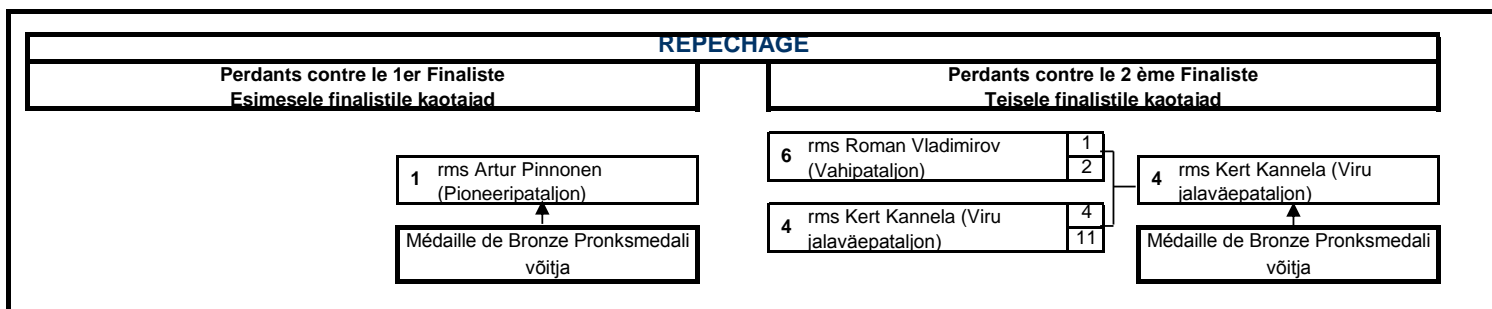 REPECHAGE
Perdants contre le 1er Finaliste
Esimesele finalistile kaotajad
Perdants contre le 2 ème Finaliste
Teisele finalistile kaotajad
1
rms Artur Pinnonen
(Pioneeripataljon)
Médaille de Bronze Pronksmedali
võitja
6
rms Roman Vladimirov
(Vahipataljon)
1
2
4
rms Kert Kannela (Viru
jalaväepataljon)
4
11
4
rms Kert Kannela (Viru
jalaväepataljon)
Médaille de Bronze Pronksmedali
võitja